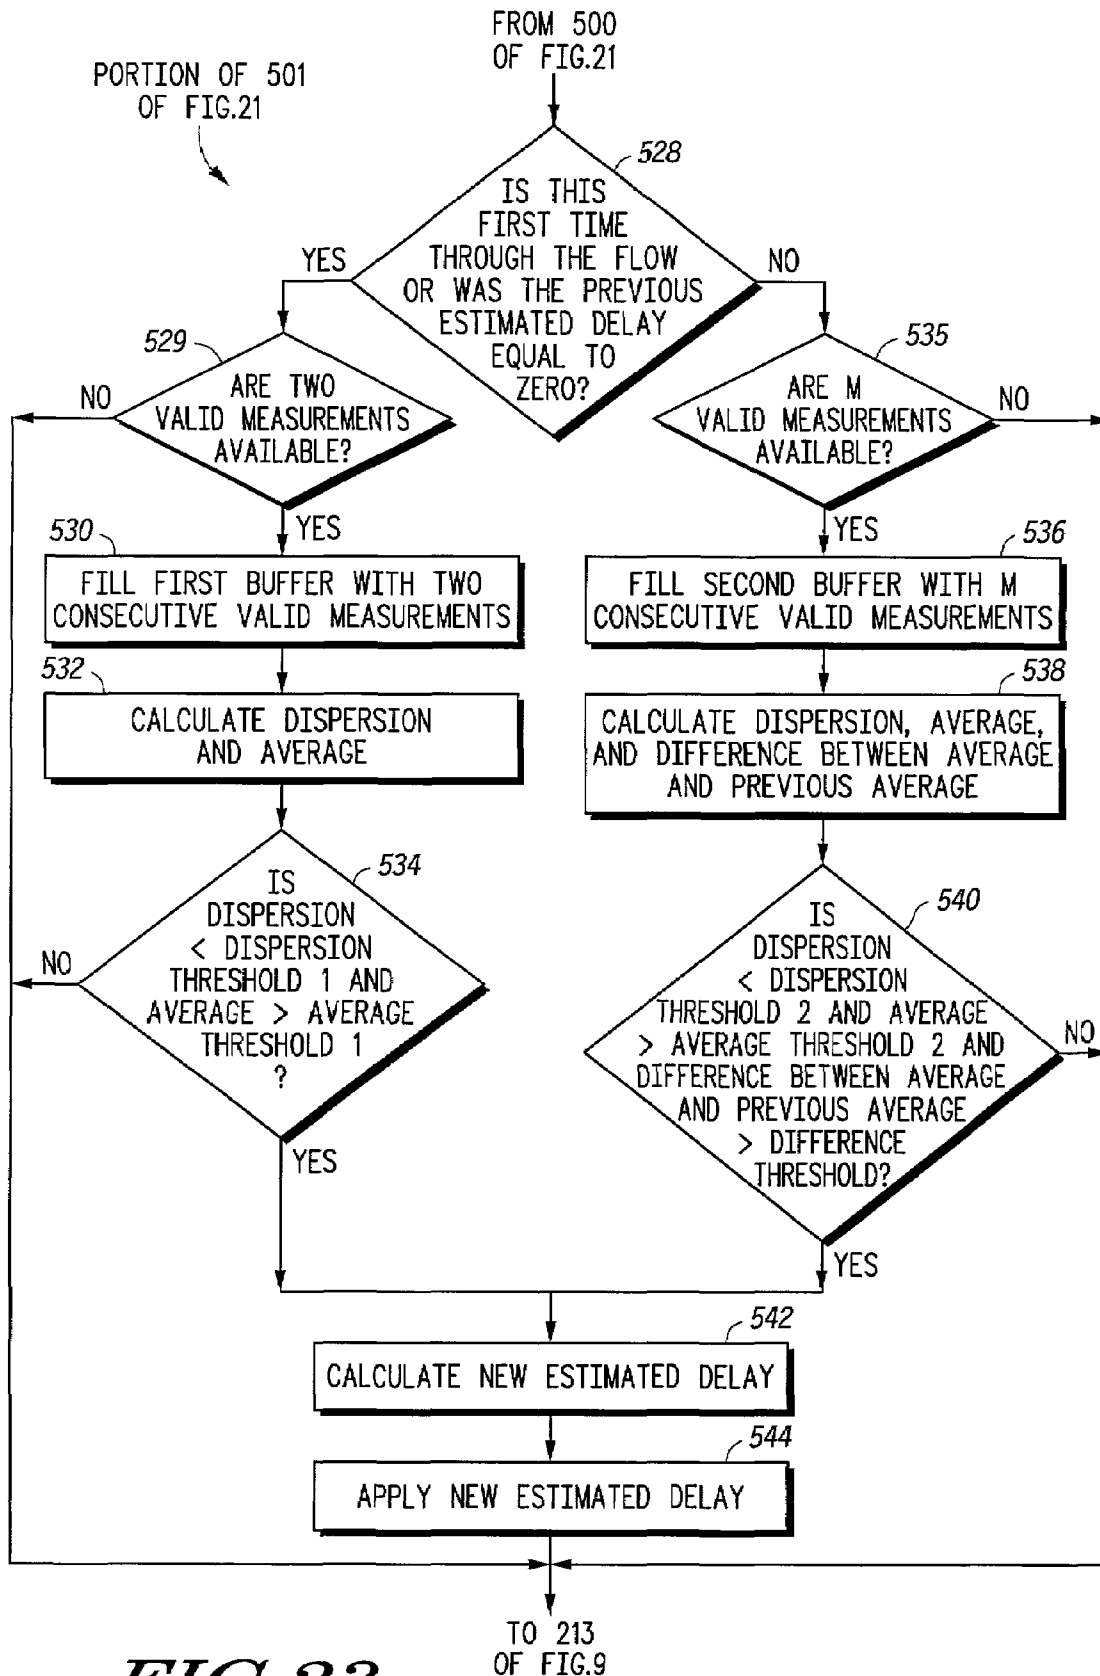 FROM 500
OF FIG.21
PORTION OF 501
OF FIG.21
528
IS THIS
FIRST TIME
THROUGH THE FLOW
OR WAS THE PREVIOUS
ESTIMATED DELAY
EQUAL TO
ZERO?
YES
NO
529
ARE TWO
VALID MEASUREMENTS
AVAILABLE?
NO
YES
535
ARE M
VALID MEASUREMENTS
AVAILABLE?
NO
YES
530
FILL FIRST BUFFER WITH TWO
CONSECUTIVE VALID MEASUREMENTS
536
FILL SECOND BUFFER WITH M
CONSECUTIVE VALID MEASUREMENTS
532
CALCULATE DISPERSION
AND AVERAGE
538
CALCULATE DISPERSION, AVERAGE,
AND DIFFERENCE BETWEEN AVERAGE
AND PREVIOUS AVERAGE
534
IS
DISPERSION
< DISPERSION
THRESHOLD 1 AND
AVERAGE > AVERAGE
THRESHOLD 1
?
NO
YES
540
IS
DISPERSION
< DISPERSION
THRESHOLD 2 AND AVERAGE
> AVERAGE THRESHOLD 2 AND
DIFFERENCE BETWEEN AVERAGE
AND PREVIOUS AVERAGE
> DIFFERENCE
THRESHOLD?
NO
YES
542
CALCULATE NEW ESTIMATED DELAY
544
APPLY NEW ESTIMATED DELAY
TO 213
OF FIG.9